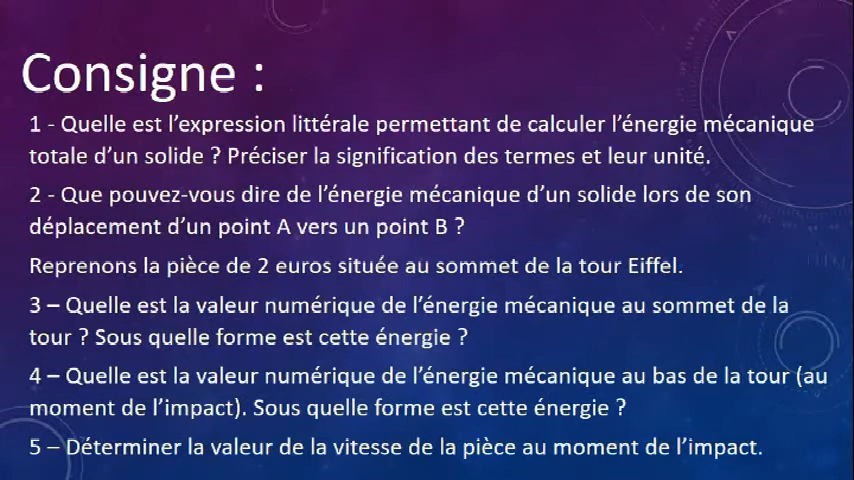 Consigne :
1 - Quelle est l’expression littérale permettant de calculer l’énergie mécanique
totale d’un solide ? Préciser la signification des termes et leur unité.
2 - Que pouvez-vous dire de l’énergie mécanique d’un solide lors de son
déplacement d’un point A vers un point B ?
Reprenons la pièce de 2 euros située au sommet de la tour Eiffel.
3 – Quelle est la valeur numérique de l’énergie mécanique au sommet de la
tour ? Sous quelle forme est cette énergie ?
4 – Quelle est la valeur numérique de l’énergie mécanique au bas de la tour (au
moment de l’impact). Sous quelle forme est cette énergie ?
5 – Déterminer la valeur de la vitesse de la pièce au moment de l’impact.